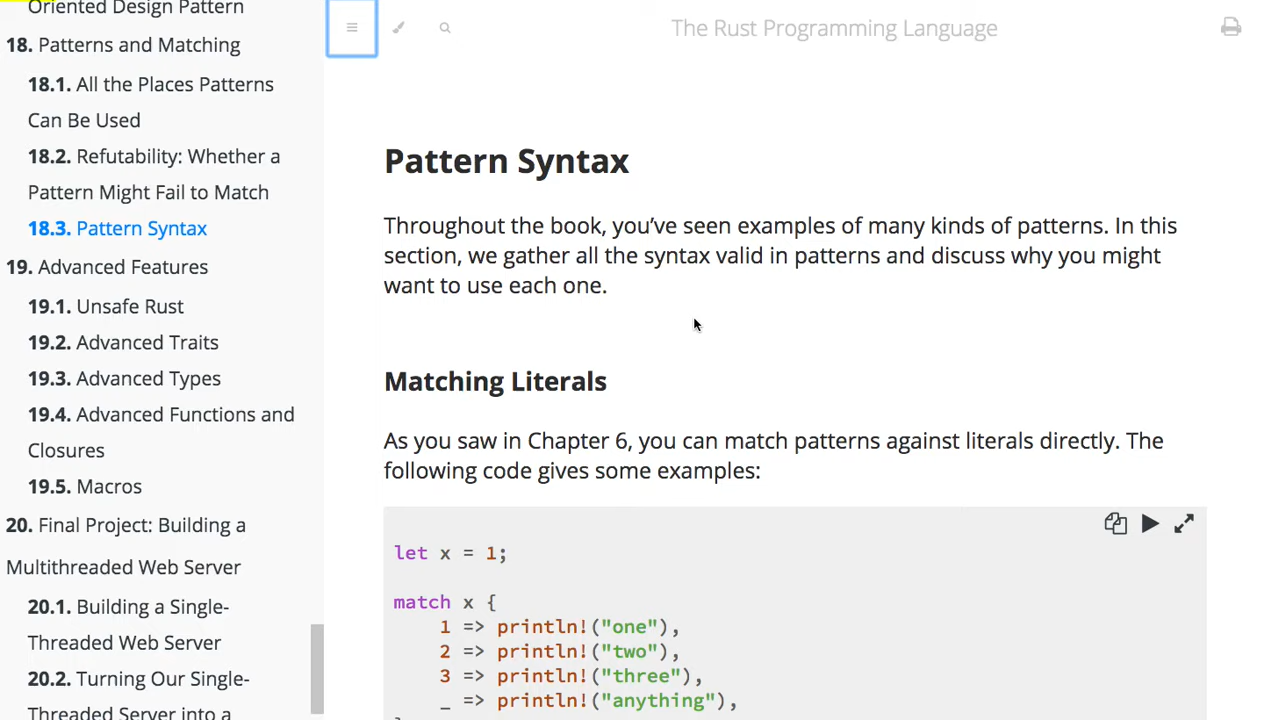 Oriented Design Pattern
18. Patterns and Matching
18.1. All the Places Patterns
Can Be Used
18.2. Refutability: Whether a
Pattern Might Fail to Match
18.3. Pattern Syntax
19. Advanced Features
19.1. Unsafe Rust
19.2. Advanced Traits
19.3. Advanced Types
19.4. Advanced Functions and
Closures
19.5. Macros
20. Final Project: Building a
Multithreaded Web Server
20.1. Building a Single-
Threaded Web Server
20.2. Turning Our Single-
Threaded Server into a
The Rust Programming Language
Pattern Syntax
Throughout the book, you’ve seen examples of many kinds of patterns. In this
section, we gather all the syntax valid in patterns and discuss why you might
want to use each one.
Matching Literals
As you saw in Chapter 6, you can match patterns against literals directly. The
following code gives some examples:
let x = 1;
match x {
1 => println!("one"),
2 => println!("two"),
3 => println!("three"),
_ => println!("anything"),
}